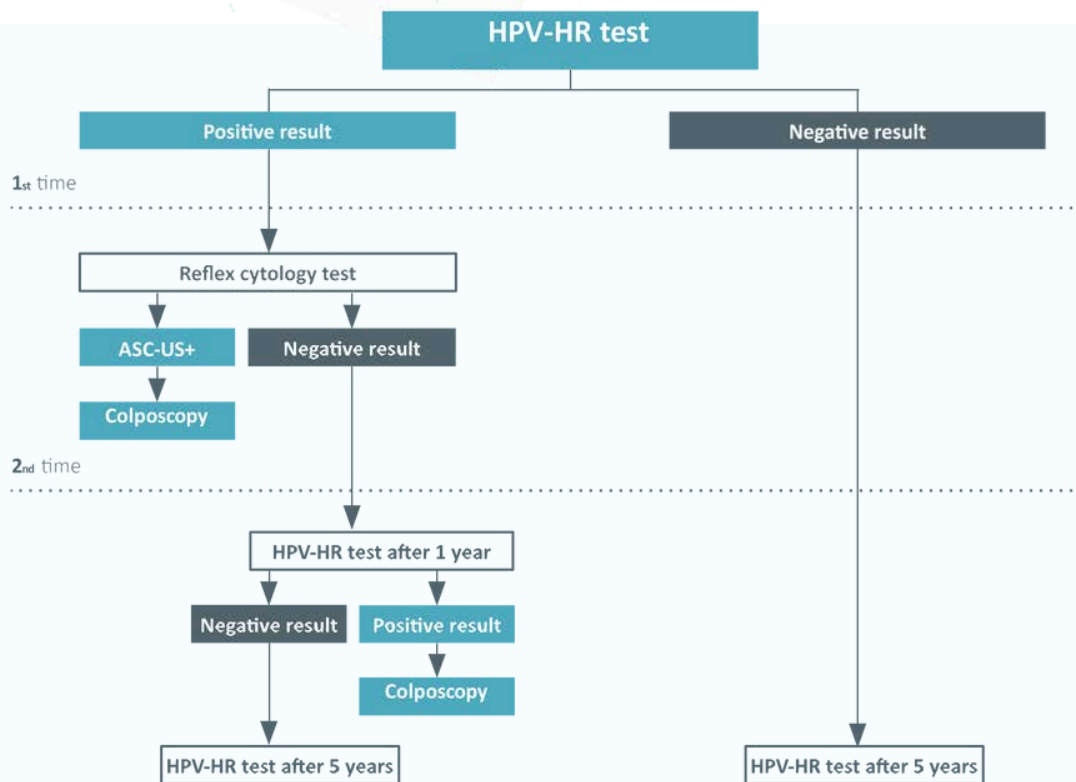 HPV-HR test
Positive result
Negative result
1st time
Reflex cytology test
ASC-US+
Negative result
Colposcopy
2nd time
HPV-HR test after 1 year
Negative result
Positive result
Colposcopy
HPV-HR test after 5 years
HPV-HR test after 5 years